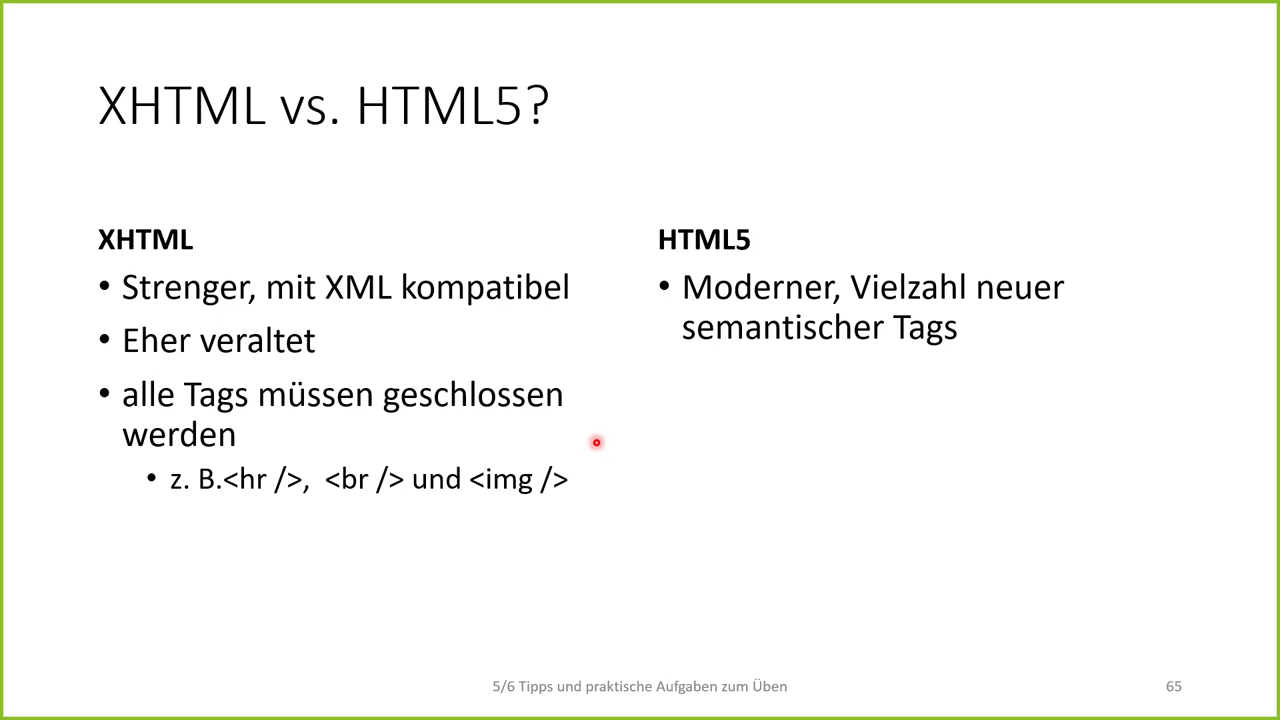 XHTML vs. HTML5?
XHTML
• Strenger, mit XML kompatibel
• Eher veraltet
• alle Tags müssen geschlossen
werden
• z. B.<hr />,  <br /> und <img />
HTML5
• Moderner, Vielzahl neuer
semantischer Tags
5/6 Tipps und praktische Aufgaben zum Üben
65